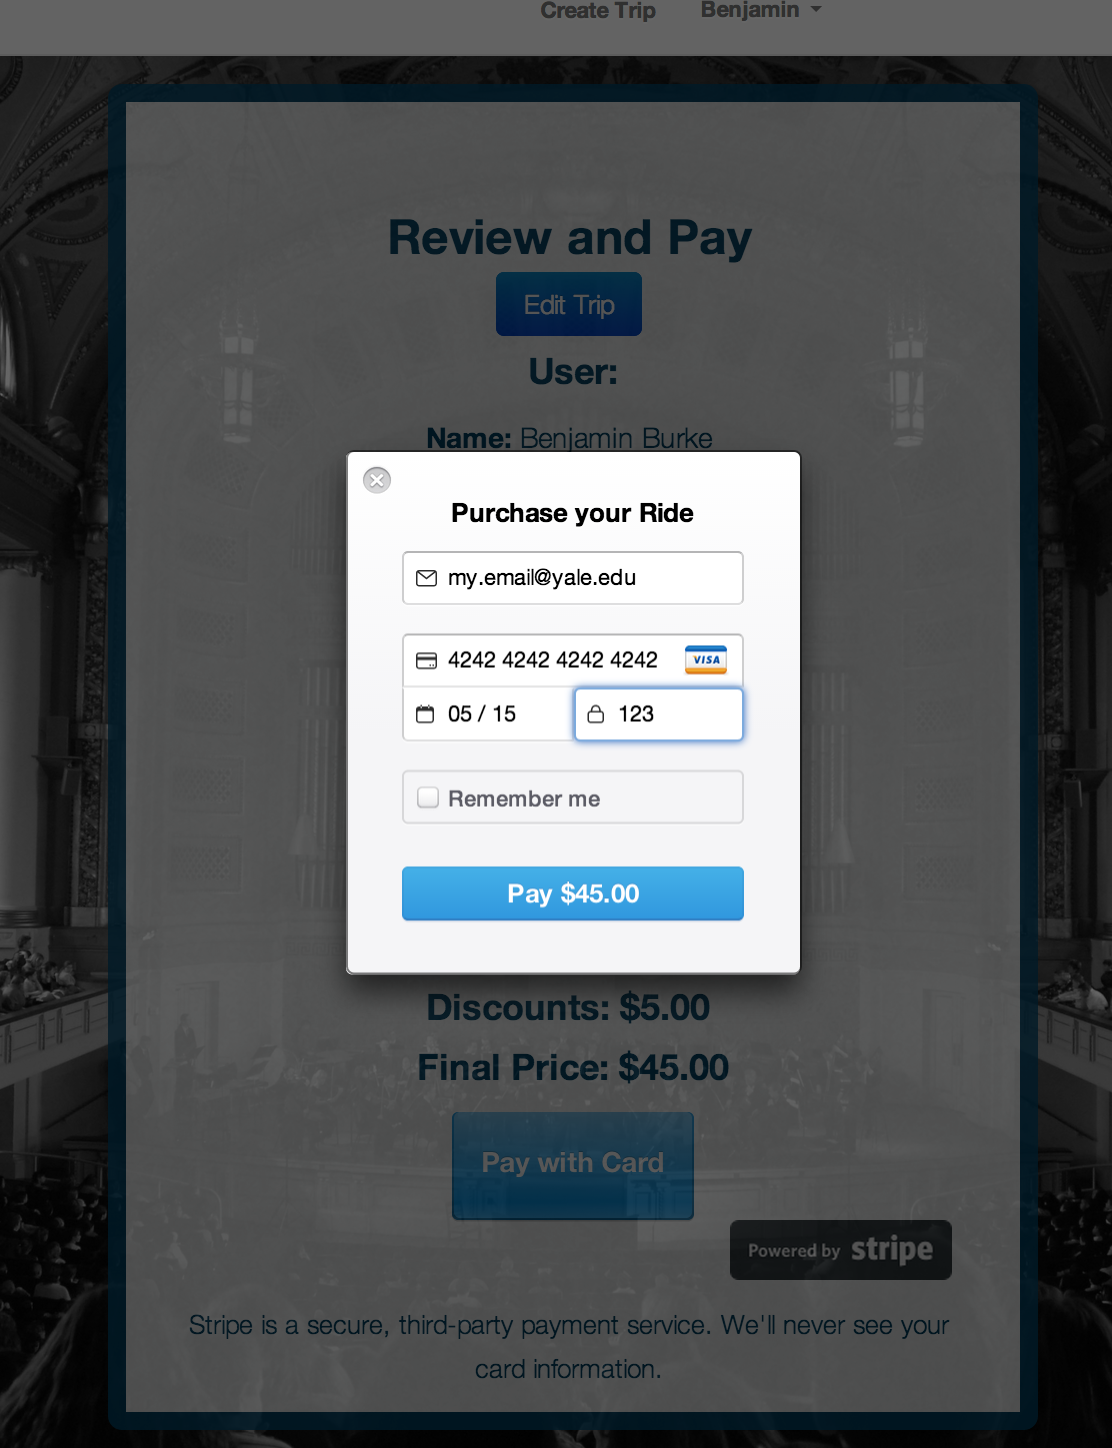 Create Trip Benjamin
Review and Pay
Edit Trip
User:
Name: Benjamin Burke
Purchase your Ride
my.email@yale.edu
4242 4242 4242 4242 VISA
05 / 15 123
Remember me
Pay $45.00
Discounts: $5.00
Final Price: $45.00
Pay with Card
Powered by stripe
Stripe is a secure, third-party payment service. We'll never see your
card information.